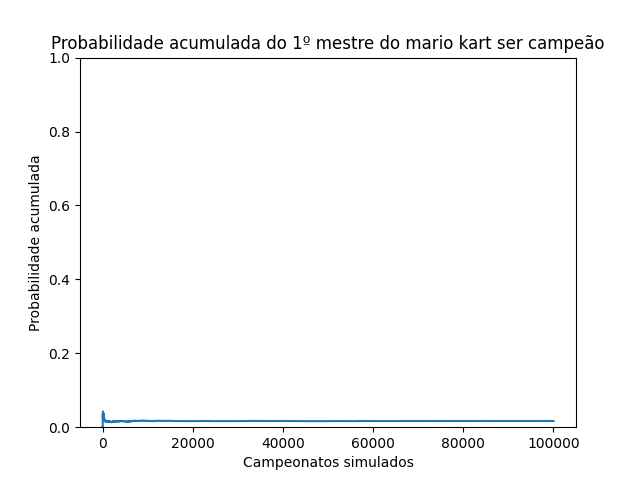 Probabilidade acumulada do 1º mestre do mario kart ser campeão
1.0
0.8
0.6
0.4
0.2
0.0
Probabilidade acumulada
0 20000 40000 60000 80000 100000
Campeonatos simulados